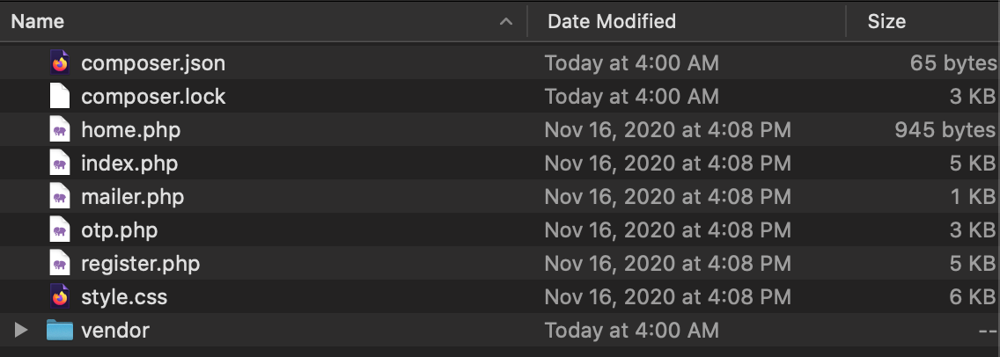 Name Date Modified Size
composer.json Today at 4:00 AM 65 bytes
composer.lock Today at 4:00 AM 3 KB
home.php Nov 16, 2020 at 4:08 PM 945 bytes
index.php Nov 16, 2020 at 4:08 PM 5 KB
mailer.php Nov 16, 2020 at 4:08 PM 1 KB
otp.php Nov 16, 2020 at 4:08 PM 3 KB
register.php Nov 16, 2020 at 4:08 PM 5 KB
style.css Nov 16, 2020 at 4:08 PM 6 KB
vendor Today at 4:00 AM --